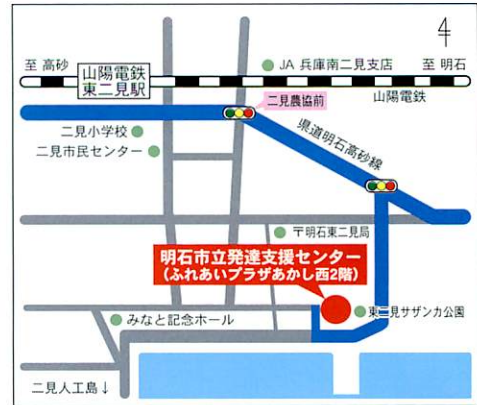 至 高砂
山陽電鉄
東二見駅
JA 兵庫南二見支店
至 明石
山陽電鉄
二見農協前
二見小学校
二見市民センター
県道明石高砂線
〒明石東二見局
明石市立発達支援センター
(ふれあいプラザあかし西2階)
東二見サザンカ公園
みなと記念ホール
二見人工島↓